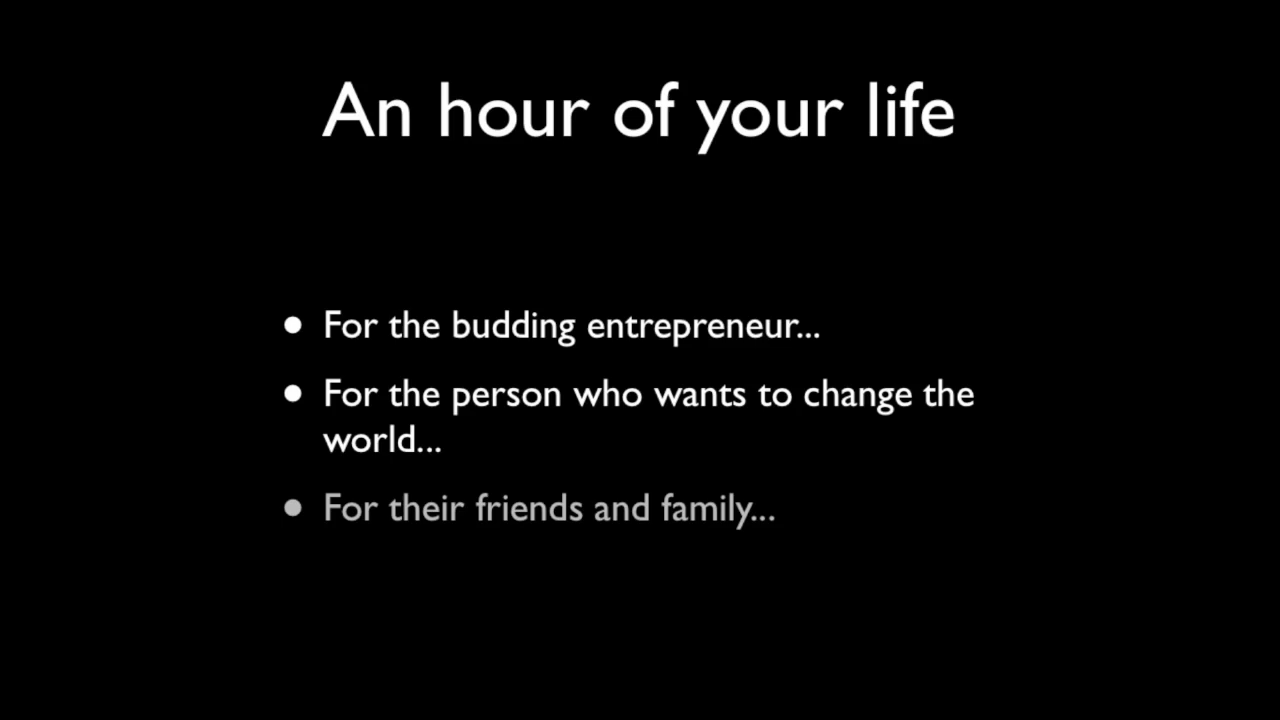 An hour of your life
• For the budding entrepreneur...
• For the person who wants to change the
world...
• For their friends and family...